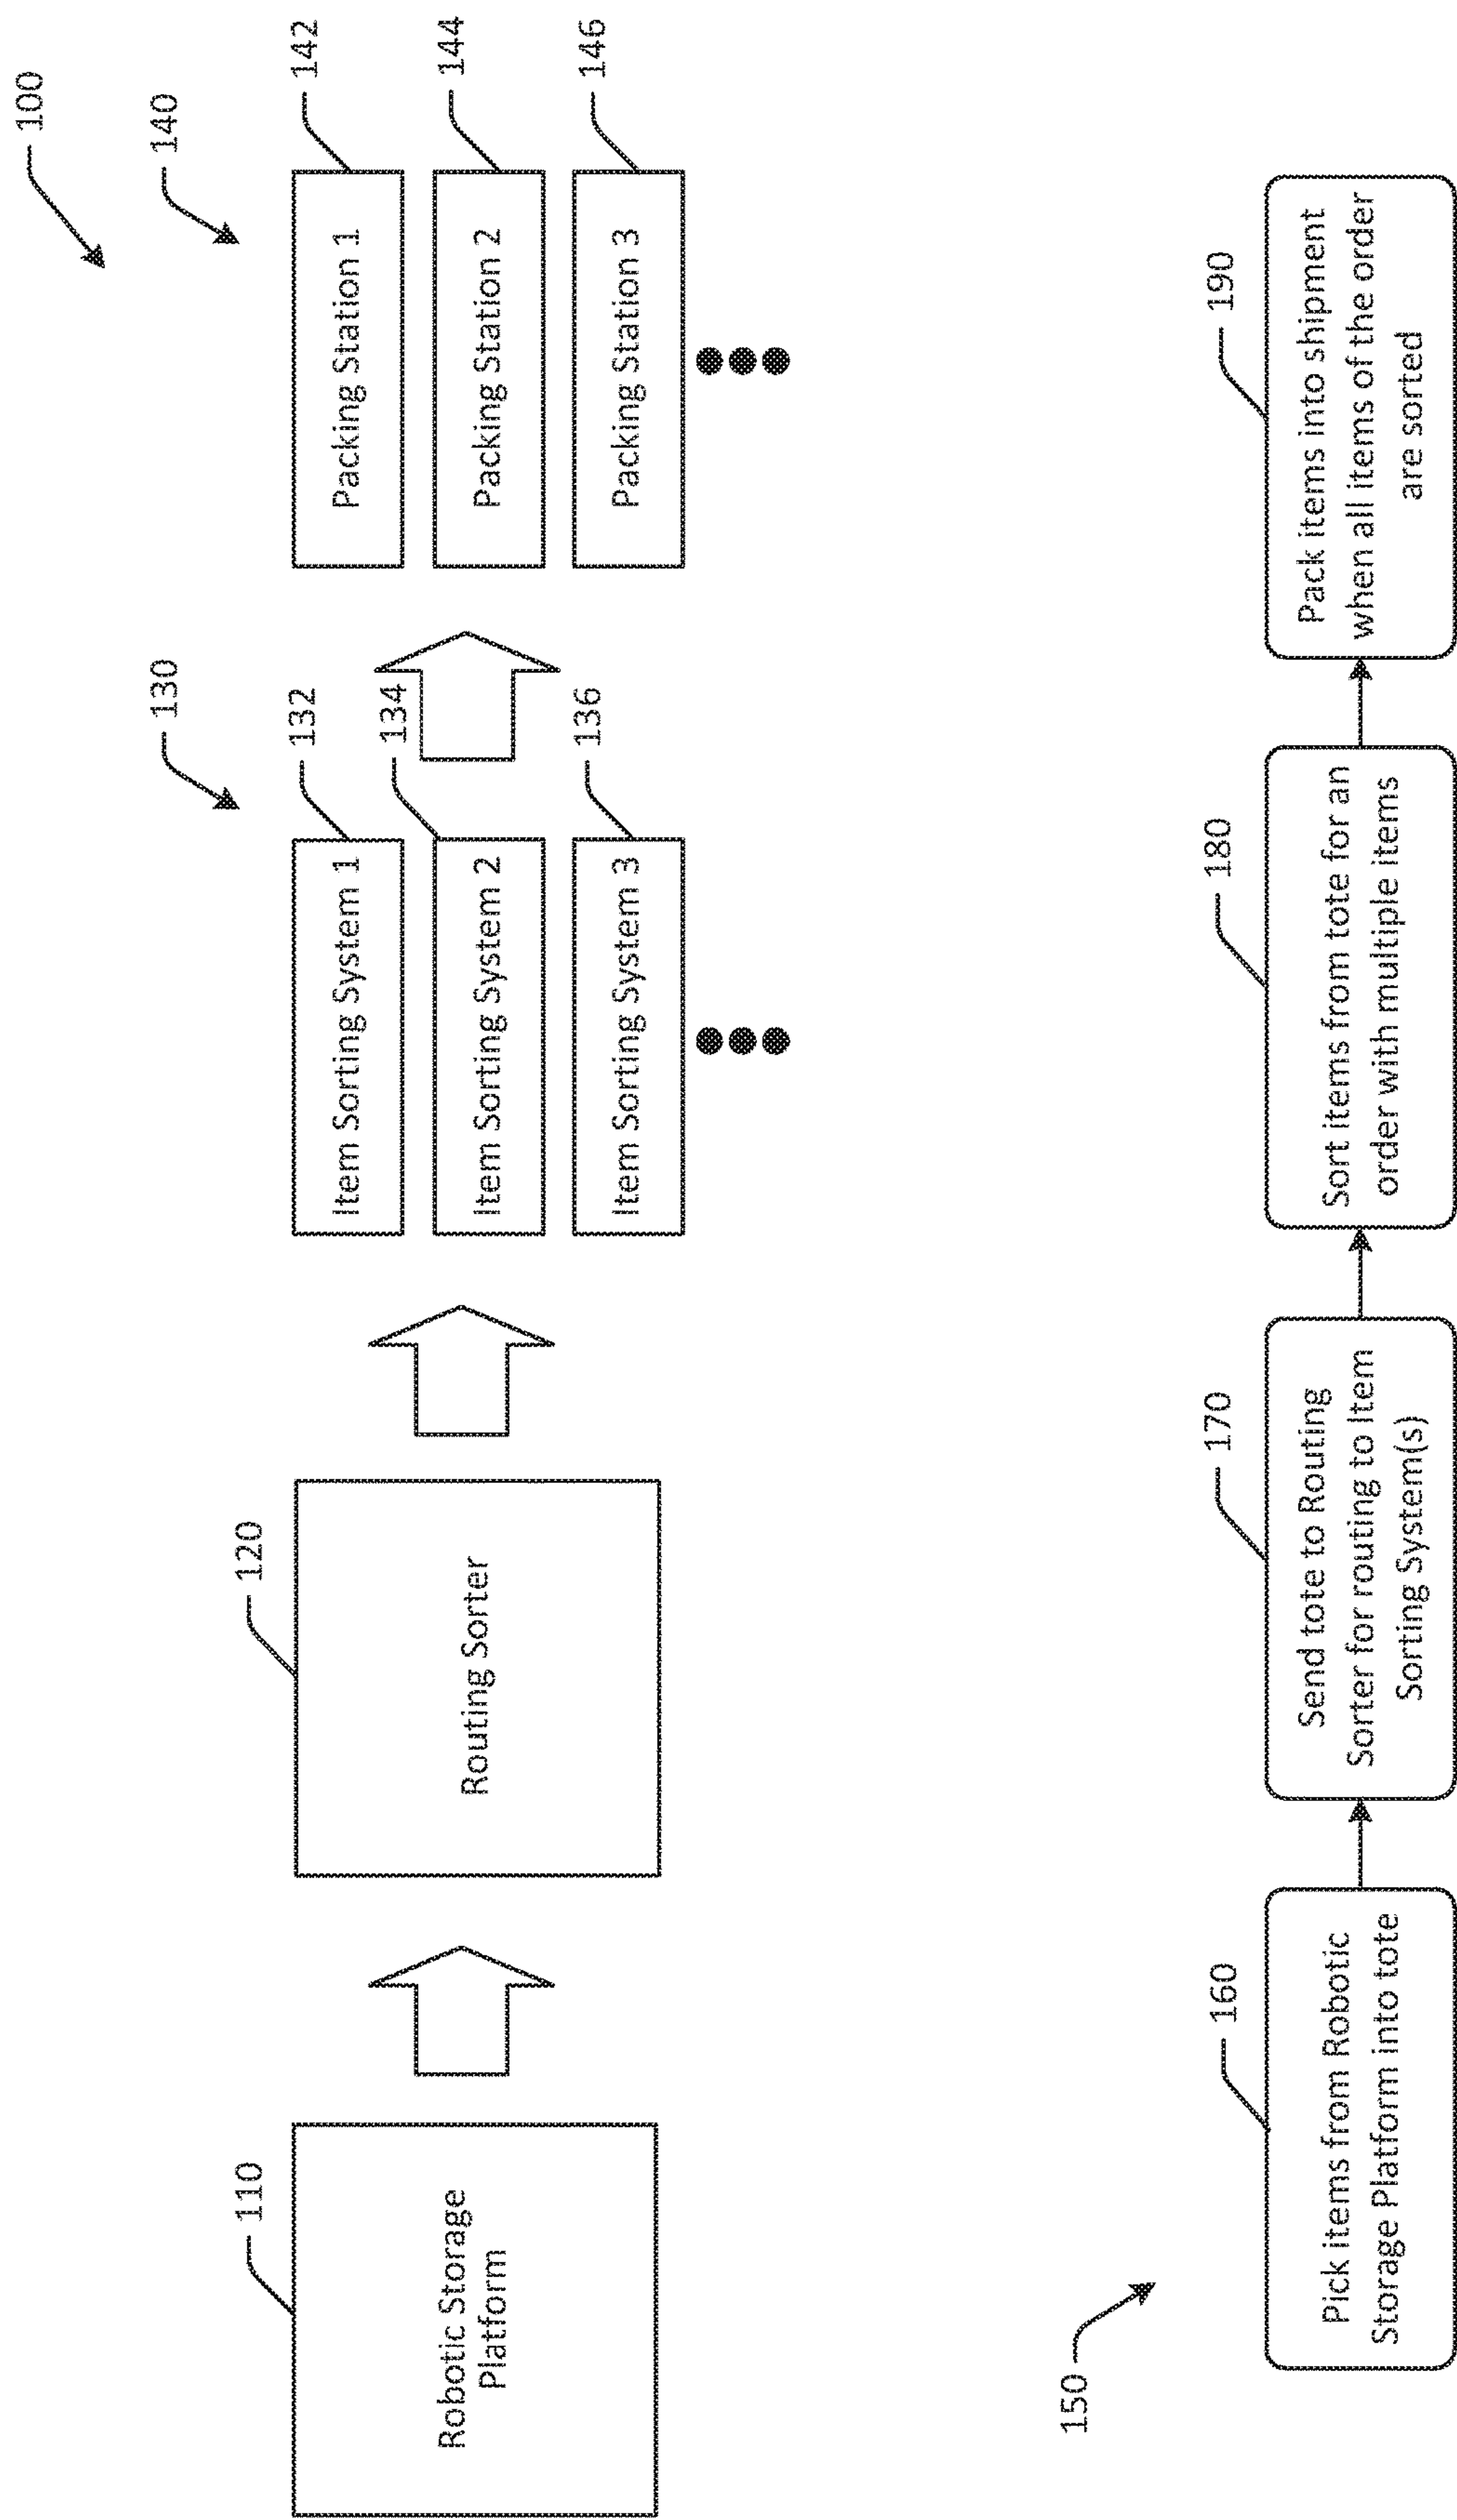 100
110
Robotic Storage
Platform
120
Routing Sorter
130
132
Item Sorting System 1
134
Item Sorting System 2
136
Item Sorting System 3
140
142
Packing Station 1
144
Packing Station 2
146
Packing Station 3
150
160
Pick items from Robotic
Storage Platform into tote
170
Send tote to Routing
Sorter for routing to Item
Sorting System(s)
180
Sort items from tote for an
order with multiple items
190
Pack items into shipment
when all items of the order
are sorted